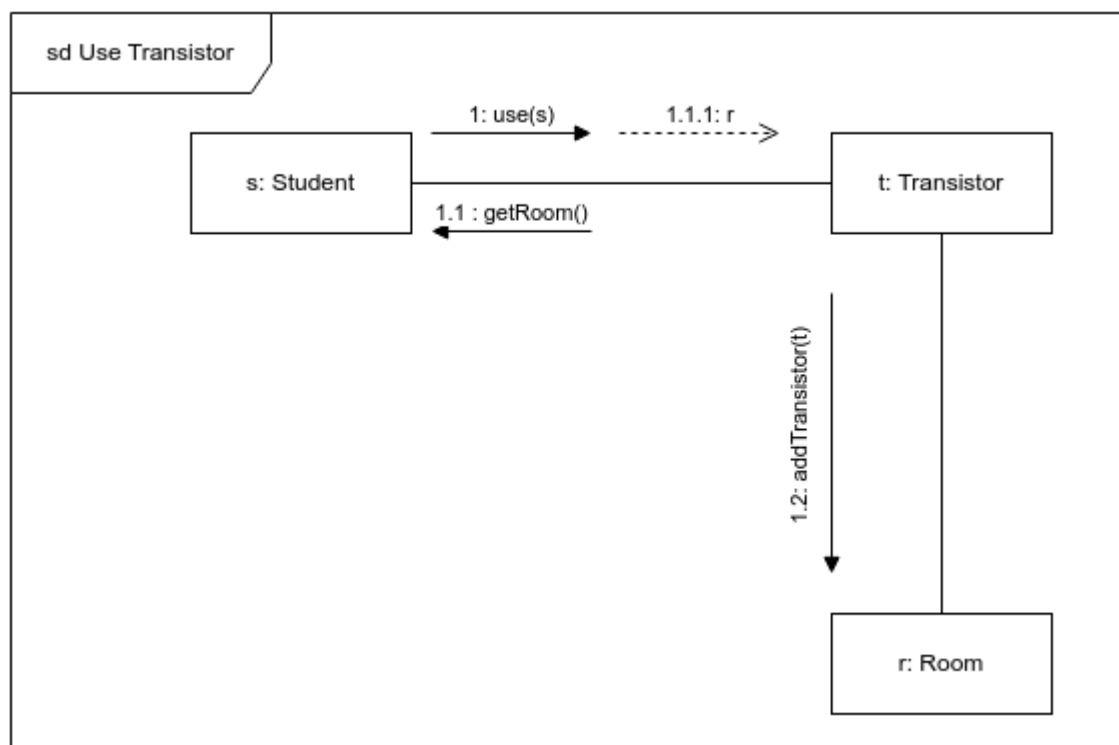 sd Use Transistor
1: use(s)
1.1.1: r
s: Student
t: Transistor
1.1 : getRoom()
1.2: addTransistor(t)
r: Room